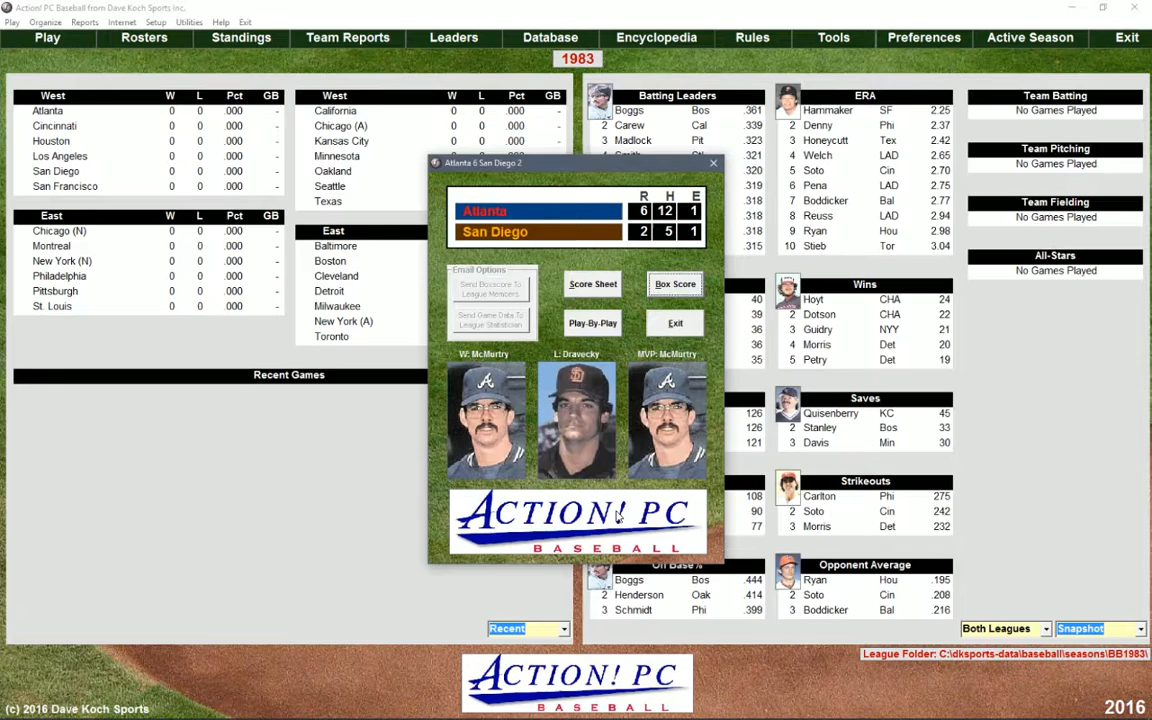 Action! PC Baseball from Dave Koch Sports Inc.
Play Organize Reports Internet Setup Utilities Help Exit
Play Rosters Standings Team Reports Leaders Database Encyclopedia Rules Tools Preferences Active Season Exit
1983
West W L Pct GB
Atlanta 0 0 .000 -
Cincinnati 0 0 .000 -
Houston 0 0 .000 -
Los Angeles 0 0 .000 -
San Diego 0 0 .000 -
San Francisco 0 0 .000 -
East W L Pct GB
Chicago (N) 0 0 .000 -
Montreal 0 0 .000 -
New York (N) 0 0 .000 -
Philadelphia 0 0 .000 -
Pittsburgh 0 0 .000 -
St. Louis 0 0 .000 -
West W L Pct GB
California 0 0 .000 -
Chicago (A) 0 0 .000 -
Kansas City 0 0 .000 -
Minnesota
Oakland
Seattle
Texas
East
Baltimore
Boston
Cleveland
Detroit
Milwaukee
New York (A)
Toronto
Recent Games
Recent
Atlanta 6 San Diego 2
R H E
Atlanta 6 12 1
San Diego 2 5 1
Email Options
Send Boxscore To
League Members
Send Game Data To
League Statistician
Score Sheet
Box Score
Play-By-Play
Exit
W: McMurtry
L: Dravecky
MVP: McMurtry
ACTION! PC
BASEBALL
Batting Leaders
Boggs Bos .361
2 Carew Cal .339
3 Madlock Pit .323
.321
.320
.319
.318
.318
.318
.315
40
39
36
36
35
126
126
121
108
90
77
On Base%
Boggs Bos .444
2 Henderson Oak .414
3 Schmidt Phi .399
ERA
Hammaker SF 2.25
2 Denny Phi 2.37
3 Honeycutt Tex 2.42
4 Welch LAD 2.65
5 Soto Cin 2.70
6 Pena LAD 2.75
7 Boddicker Bal 2.77
8 Reuss LAD 2.94
9 Ryan Hou 2.98
10 Stieb Tor 3.04
Wins
Hoyt CHA 24
2 Dotson CHA 22
3 Guidry NYY 21
4 Morris Det 20
5 Petry Det 19
Saves
Quisenberry KC 45
2 Stanley Bos 33
3 Davis Min 30
Strikeouts
Carlton Phi 275
2 Soto Cin 242
3 Morris Det 232
Opponent Average
Ryan Hou .195
2 Soto Cin .208
3 Boddicker Bal .216
Team Batting
No Games Played
Team Pitching
No Games Played
Team Fielding
No Games Played
All-Stars
No Games Played
Both Leagues
Snapshot
League Folder: C:\dksports-data\baseball\seasons\BB1983\
ACTION! PC
BASEBALL
(c) 2016 Dave Koch Sports
2016